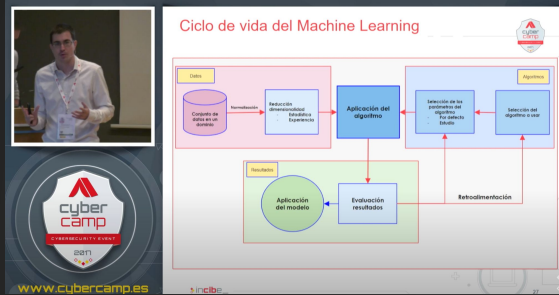 Ciclo de vida del Machine Learning
cyber
camp
Datos
Algoritmos
Conjunto de
datos en un
dominio
Normalización
Reducción
dimensionalidad
- Estadística
- Experiencia
Aplicación del
algoritmo
Selección de los
parámetros del
algoritmo
- Por defecto
- Estudio
Selección del
algoritmo a usar
Resultados
Aplicación
del modelo
Evaluación
resultados
Retroalimentación
cyber
camp
CYBERSECURITY EVENT
2017
www.cybercamp.es
incibe_
27